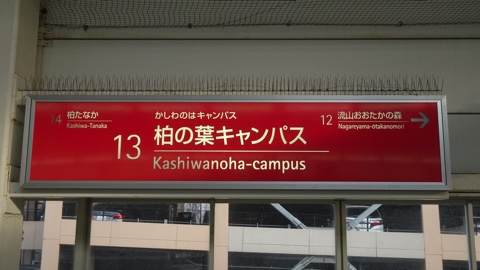 14 柏たなか
Kashiwa-Tanaka
かしわのはキャンパス
13 柏の葉キャンパス
Kashiwanoha-campus
12 流山おおたかの森
Nagareyama-ōtakanomori